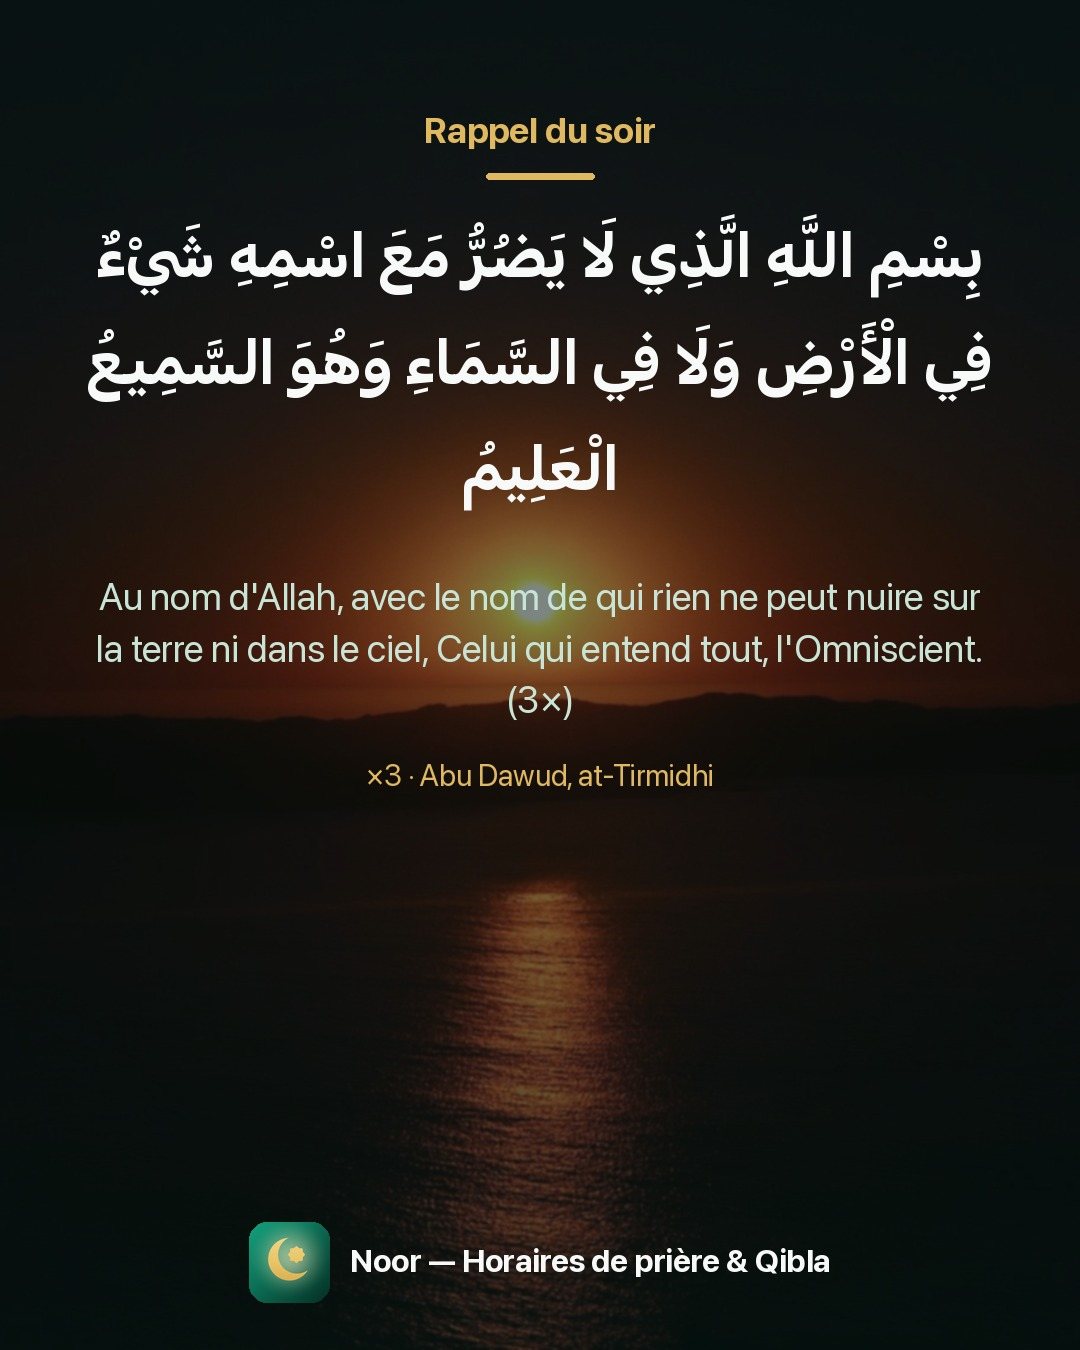 Rappel du soir
بِسْمِ اللَّهِ الَّذِي لَا يَضُرُّ مَعَ اسْمِهِ شَيْءٌ
فِي الْأَرْضِ وَلَا فِي السَّمَاءِ وَهُوَ السَّمِيعُ
الْعَلِيمُ
Au nom d'Allah, avec le nom de qui rien ne peut nuire sur
la terre ni dans le ciel, Celui qui entend tout, l'Omniscient.
(3×)
×3 · Abu Dawud, at-Tirmidhi
Noor — Horaires de prière & Qibla